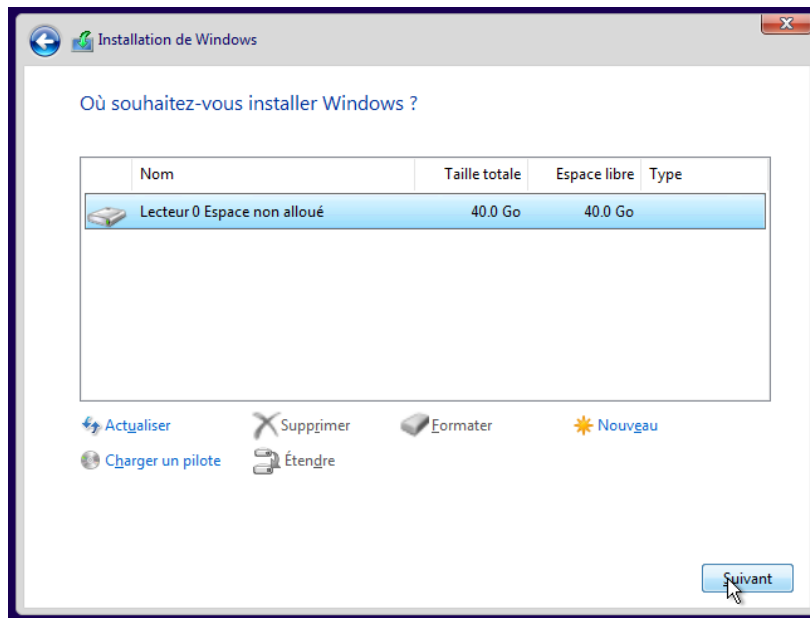 Installation de Windows
Où souhaitez-vous installer Windows ?
Nom Taille totale Espace libre Type
Lecteur 0 Espace non alloué 40.0 Go 40.0 Go
Actualiser Supprimer Formater Nouveau
Charger un pilote Étendre
Suivant